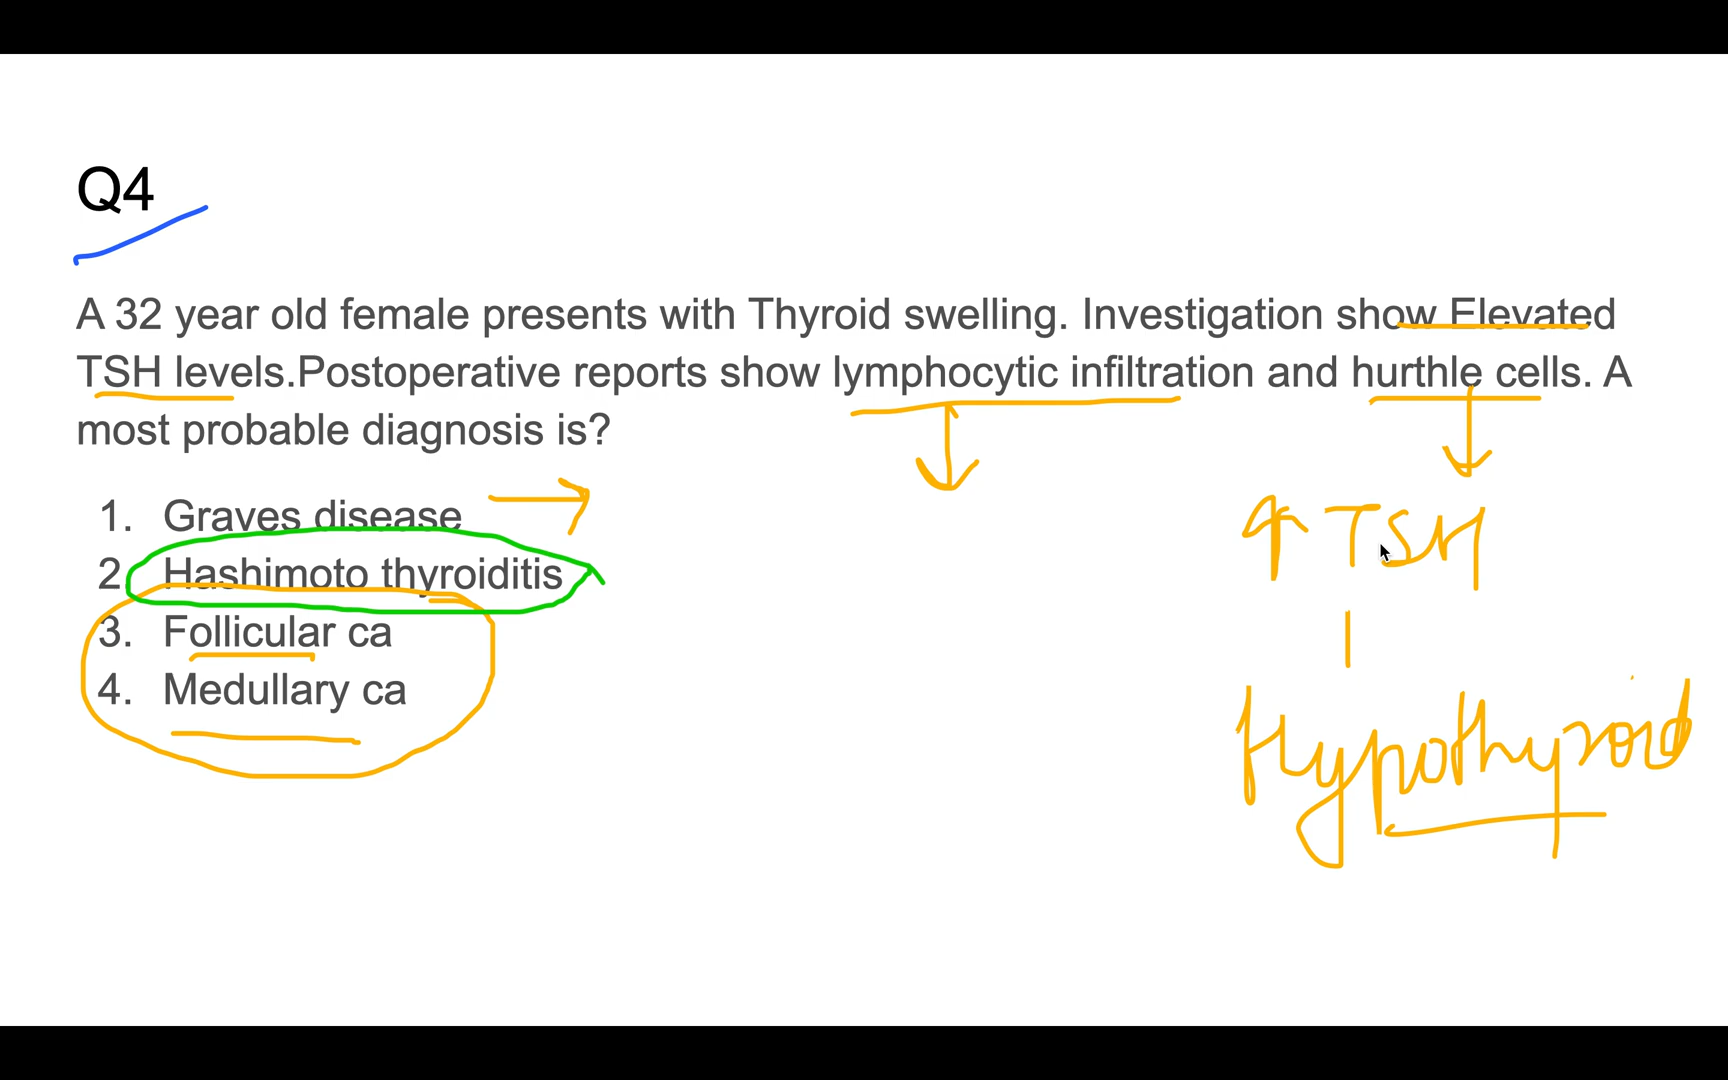 Q4
A 32 year old female presents with Thyroid swelling. Investigation show Elevated
TSH levels.Postoperative reports show lymphocytic infiltration and hurthle cells. A
most probable diagnosis is?
1. Graves disease
2 Hashimoto thyroiditis
3. Follicular ca
4. Medullary ca
↑ TSH
Hypothyroid